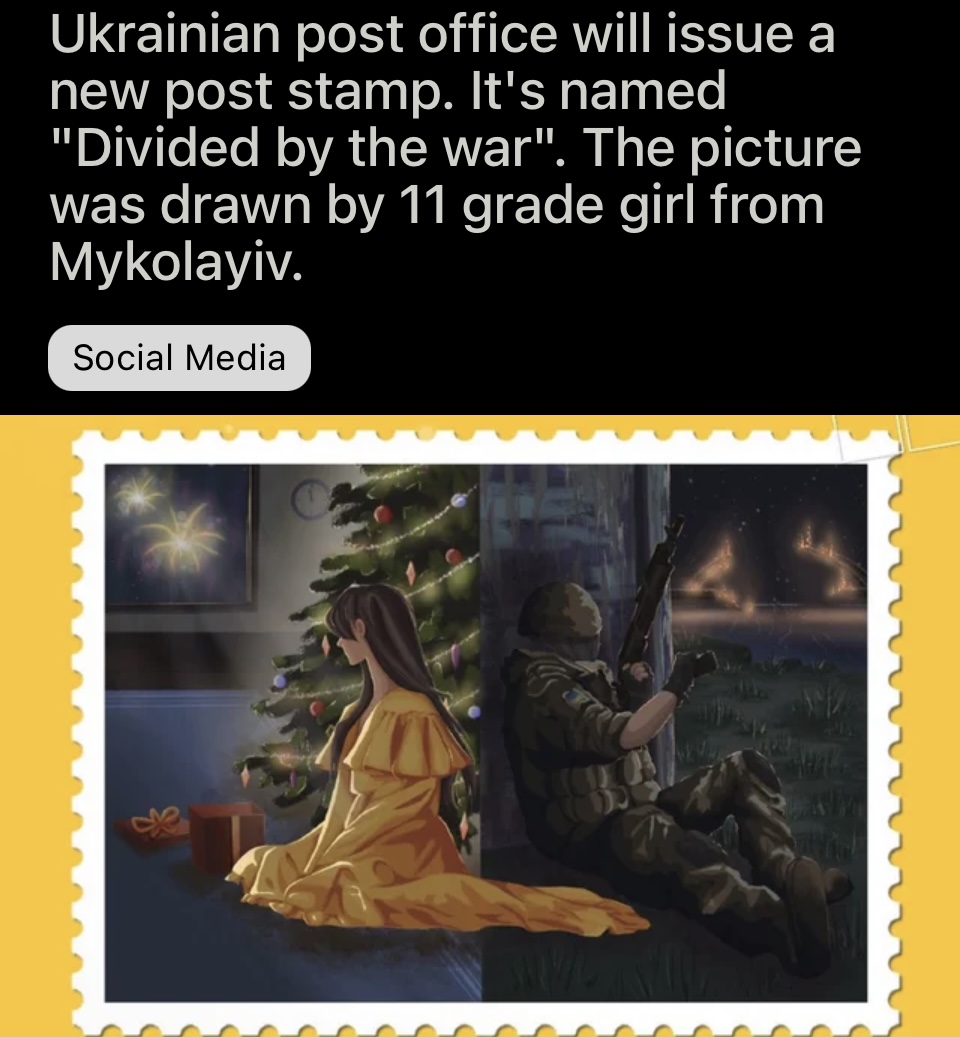 Ukrainian post office will issue a
new post stamp. It's named
"Divided by the war". The picture
was drawn by 11 grade girl from
Mykolayiv.
Social Media